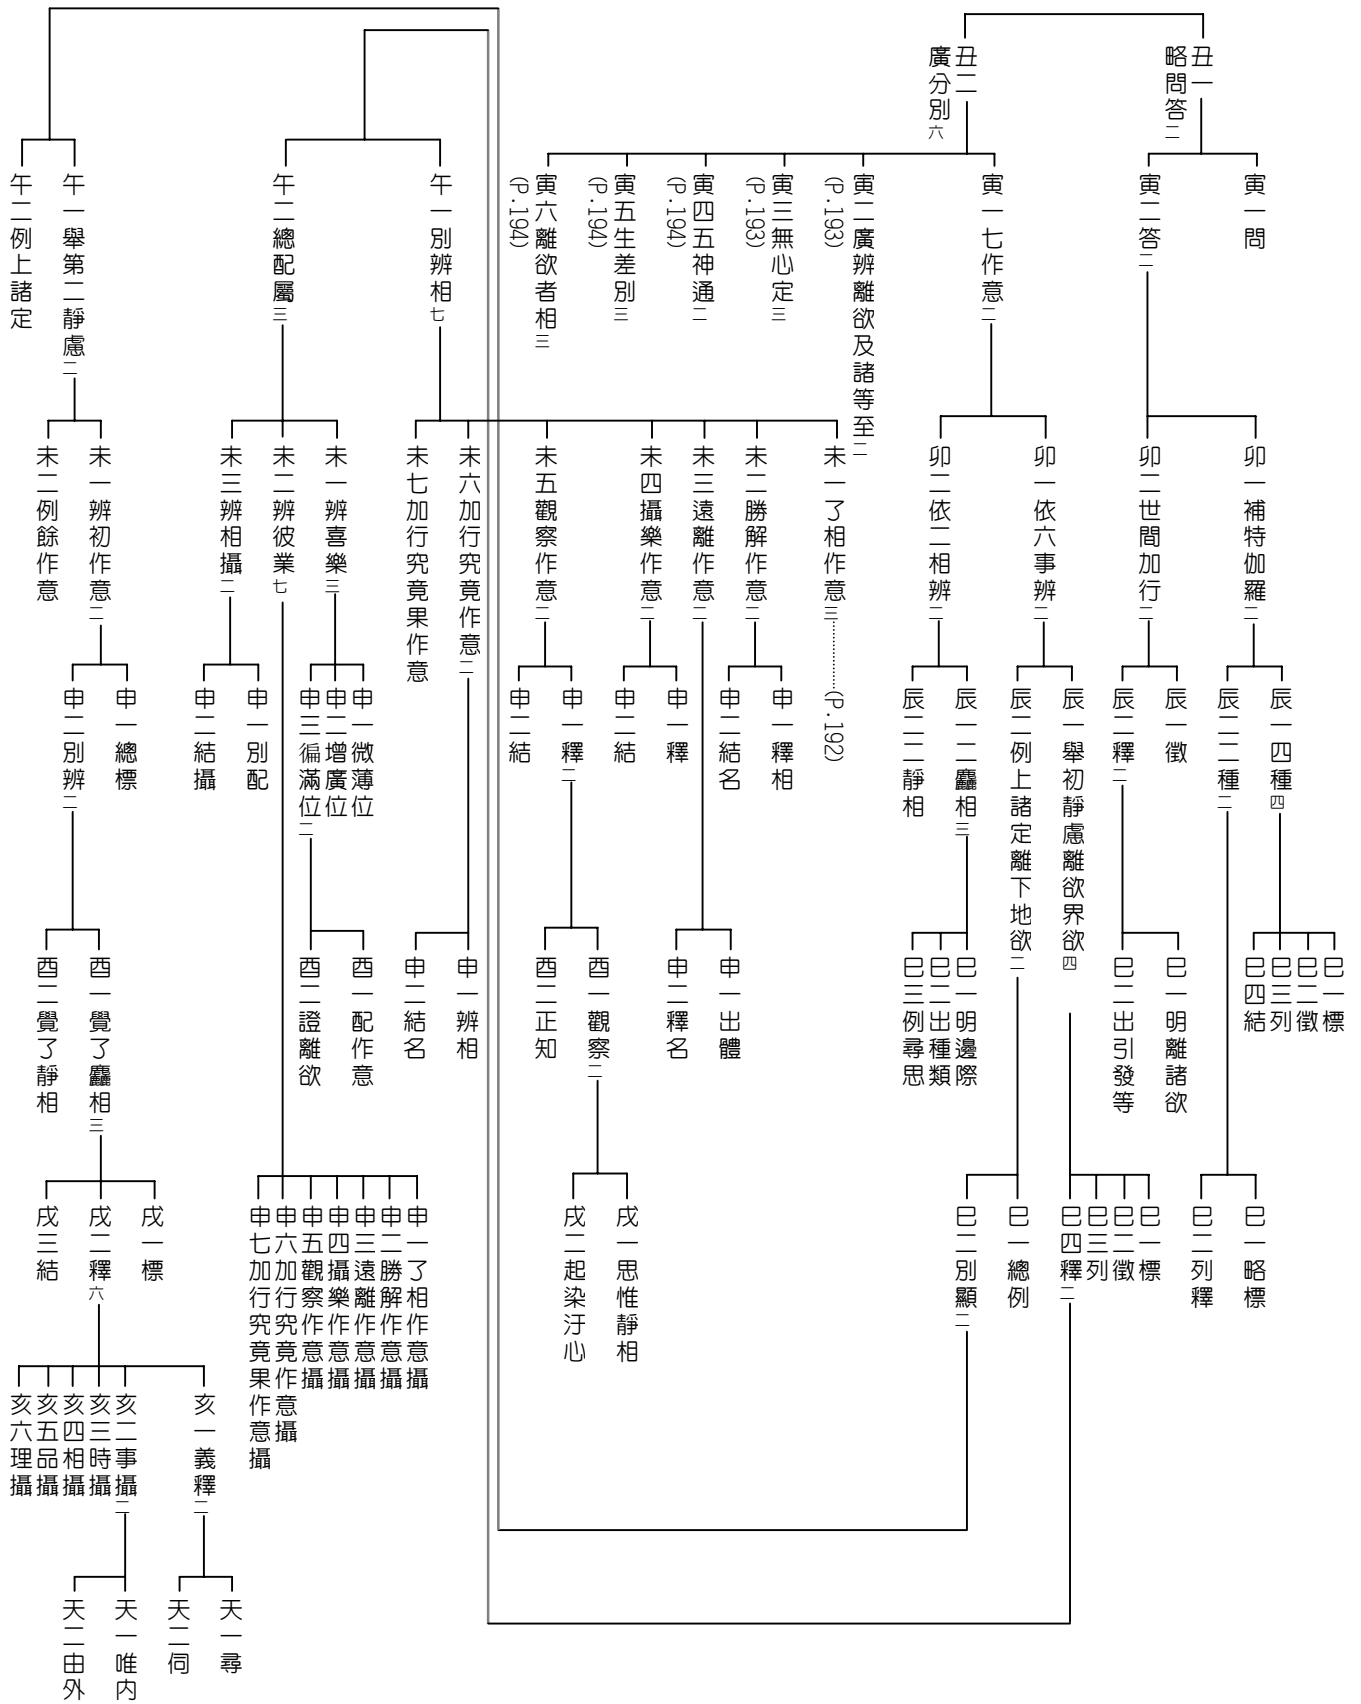 丑一略問答二
丑二廣分別六
寅一問
寅二答二
寅一七作意二
寅二廣辨離欲及諸等至二(P.193)
寅三無心定三(P.193)
寅四五神通二(P.194)
寅五生差別三(P.194)
寅六離欲者相三(P.194)
午一別辨相七
午二總配屬三
午一舉第二靜慮二
午二例上諸定
卯一補特伽羅二
卯二世間加行二
卯一依六事辨二
卯二依二相辨二
未一了相作意三………(P.192)
未二勝解作意二
未三遠離作意二
未四攝樂作意二
未五觀察作意二
未六加行究竟作意二
未七加行究竟果作意
未一辨喜樂三
未二辨彼業七
未三辨相攝二
未一辨初作意二
未二例餘作意
辰一四種四
辰二二種二
辰一徵
辰二釋二
辰一舉初靜慮離欲界欲四
辰二例上諸定離下地欲二
辰一二麤相三
辰二二靜相
申一釋相
申二結名
申一釋
申二結
申一釋二
申二結
申一微薄位
申二增廣位
申三徧滿位二
申一別配
申二結攝
申一總標
申二別辨二
巳一標
巳二徵
巳三列
巳四結
巳一明離諸欲
巳二出引發等
巳一明邊際
巳二出種類
巳三例尋思
申一出體
申二釋名
酉一觀察二
酉二正知
申一辨相
申二結名
酉一配作意
酉二證離欲
酉一覺了麤相三
酉二覺了靜相
巳一略標
巳二列釋
巳一標
巳二徵
巳三列
巳四釋二
巳一總例
巳二別顯二
戌一思惟靜相
戌二起染汙心
申一了相作意攝
申二勝解作意攝
申三遠離作意攝
申四攝樂作意攝
申五觀察作意攝
申六加行究竟作意攝
申七加行究竟果作意攝
戌一標
戌二釋六
戌三結
亥一義釋二
亥二事攝二
亥三時攝
亥四相攝
亥五品攝
亥六理攝
天一尋
天二伺
天一唯內
天二由外